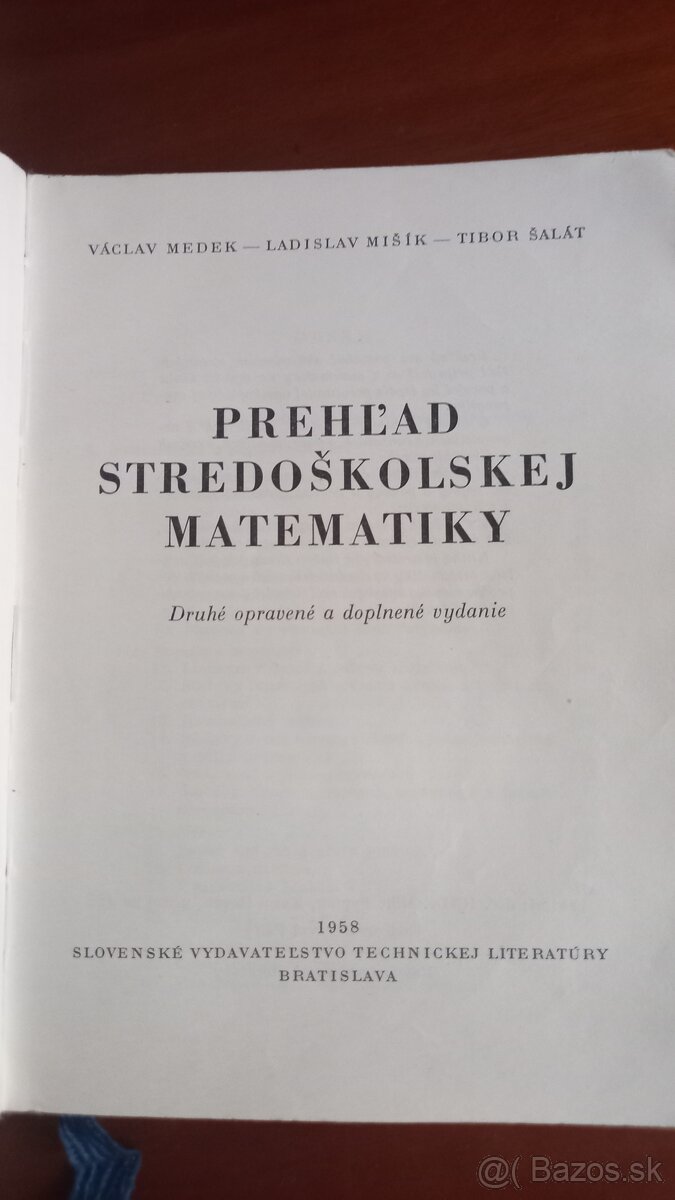 VÁCLAV MEDEK — LADISLAV MIŠÍK — TIBOR ŠALÁT
PREHĽAD
STREDOŠKOLSKEJ
MATEMATIKY
Druhé opravené a doplnené vydanie
1958
SLOVENSKÉ VYDAVATEĽSTVO TECHNICKEJ LITERATÚRY
BRATISLAVA
@( Bazos.sk